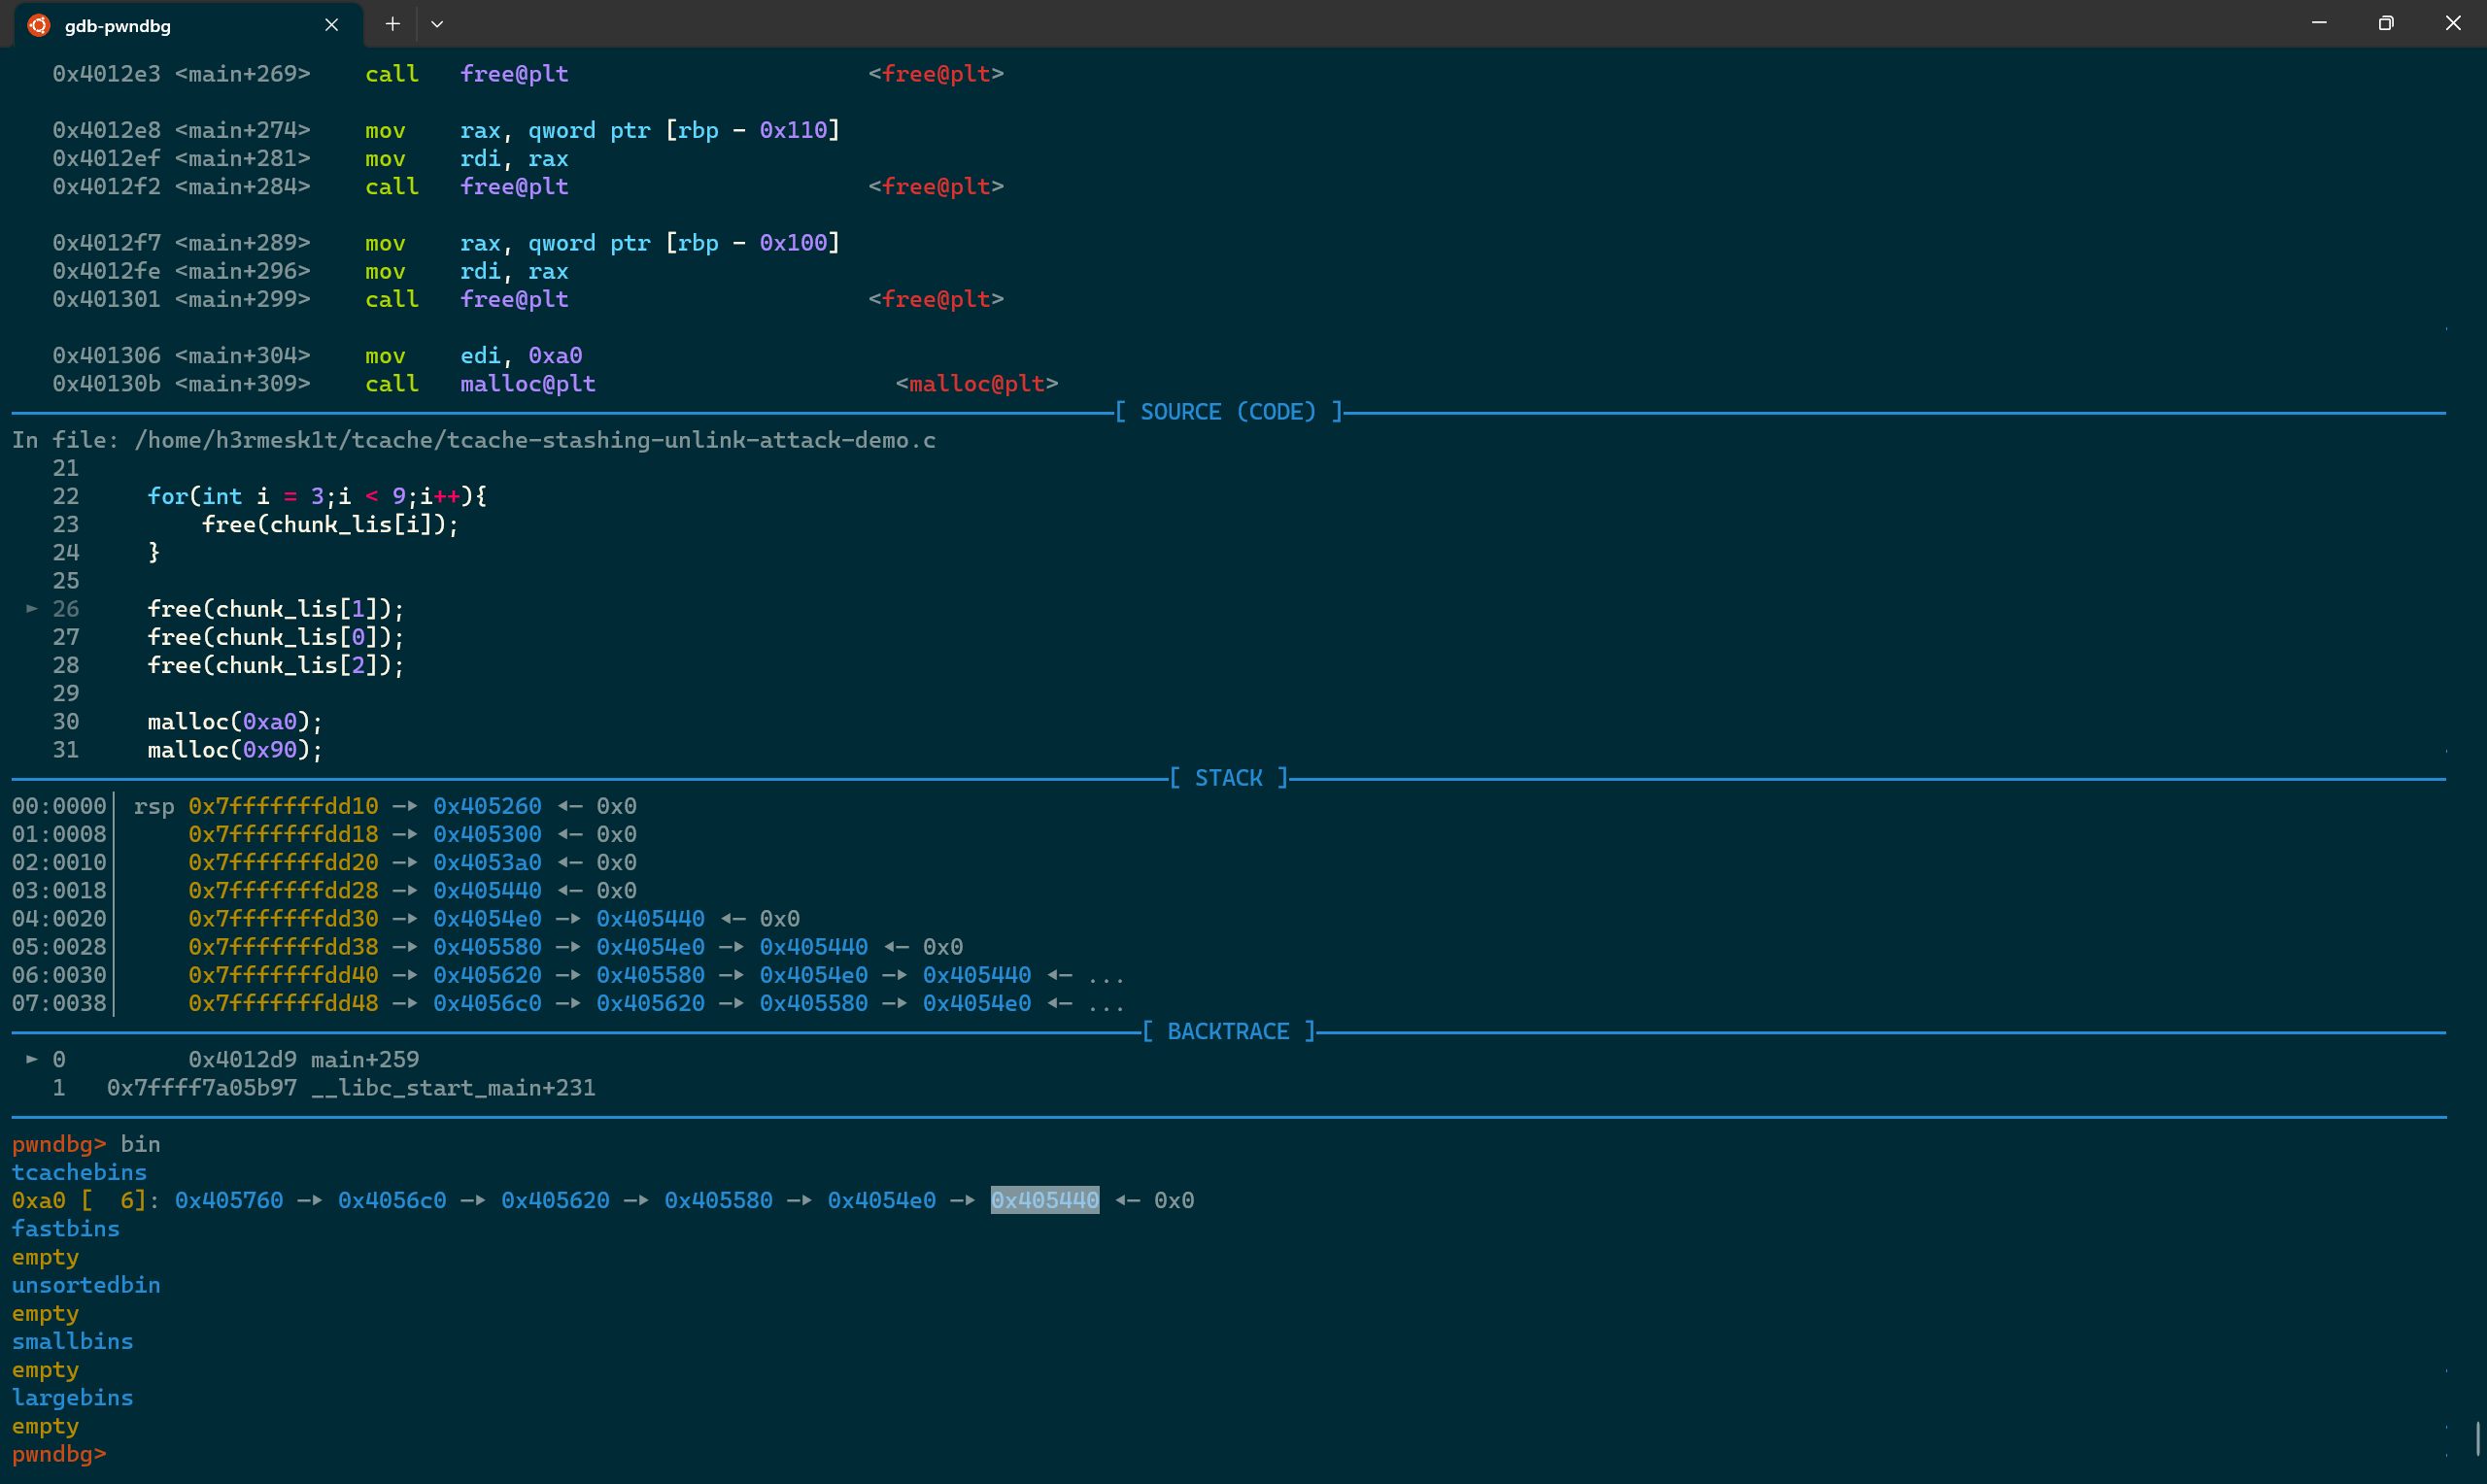 gdb-pwndbg
0x4012e3 <main+269> call free@plt <free@plt>
0x4012e8 <main+274> mov rax, qword ptr [rbp - 0x110]
0x4012ef <main+281> mov rdi, rax
0x4012f2 <main+284> call free@plt <free@plt>
0x4012f7 <main+289> mov rax, qword ptr [rbp - 0x100]
0x4012fe <main+296> mov rdi, rax
0x401301 <main+299> call free@plt <free@plt>
0x401306 <main+304> mov edi, 0xa0
0x40130b <main+309> call malloc@plt <malloc@plt>
[ SOURCE (CODE) ]
In file: /home/h3rmesk1t/tcache/tcache-stashing-unlink-attack-demo.c
21
22 for(int i = 3;i < 9;i++){
23 free(chunk_lis[i]);
24 }
25
► 26 free(chunk_lis[1]);
27 free(chunk_lis[0]);
28 free(chunk_lis[2]);
29
30 malloc(0xa0);
31 malloc(0x90);
[ STACK ]
00:0000│ rsp 0x7fffffffdd10 —▸ 0x405260 ◂— 0x0
01:0008│ 0x7fffffffdd18 —▸ 0x405300 ◂— 0x0
02:0010│ 0x7fffffffdd20 —▸ 0x4053a0 ◂— 0x0
03:0018│ 0x7fffffffdd28 —▸ 0x405440 ◂— 0x0
04:0020│ 0x7fffffffdd30 —▸ 0x4054e0 —▸ 0x405440 ◂— 0x0
05:0028│ 0x7fffffffdd38 —▸ 0x405580 —▸ 0x4054e0 —▸ 0x405440 ◂— 0x0
06:0030│ 0x7fffffffdd40 —▸ 0x405620 —▸ 0x405580 —▸ 0x4054e0 —▸ 0x405440 ◂— ...
07:0038│ 0x7fffffffdd48 —▸ 0x4056c0 —▸ 0x405620 —▸ 0x405580 —▸ 0x4054e0 ◂— ...
[ BACKTRACE ]
► 0 0x4012d9 main+259
1 0x7ffff7a05b97 __libc_start_main+231
pwndbg> bin
tcachebins
0xa0 [  6]: 0x405760 —▸ 0x4056c0 —▸ 0x405620 —▸ 0x405580 —▸ 0x4054e0 —▸ 0x405440 ◂— 0x0
fastbins
empty
unsortedbin
empty
smallbins
empty
largebins
empty
pwndbg>